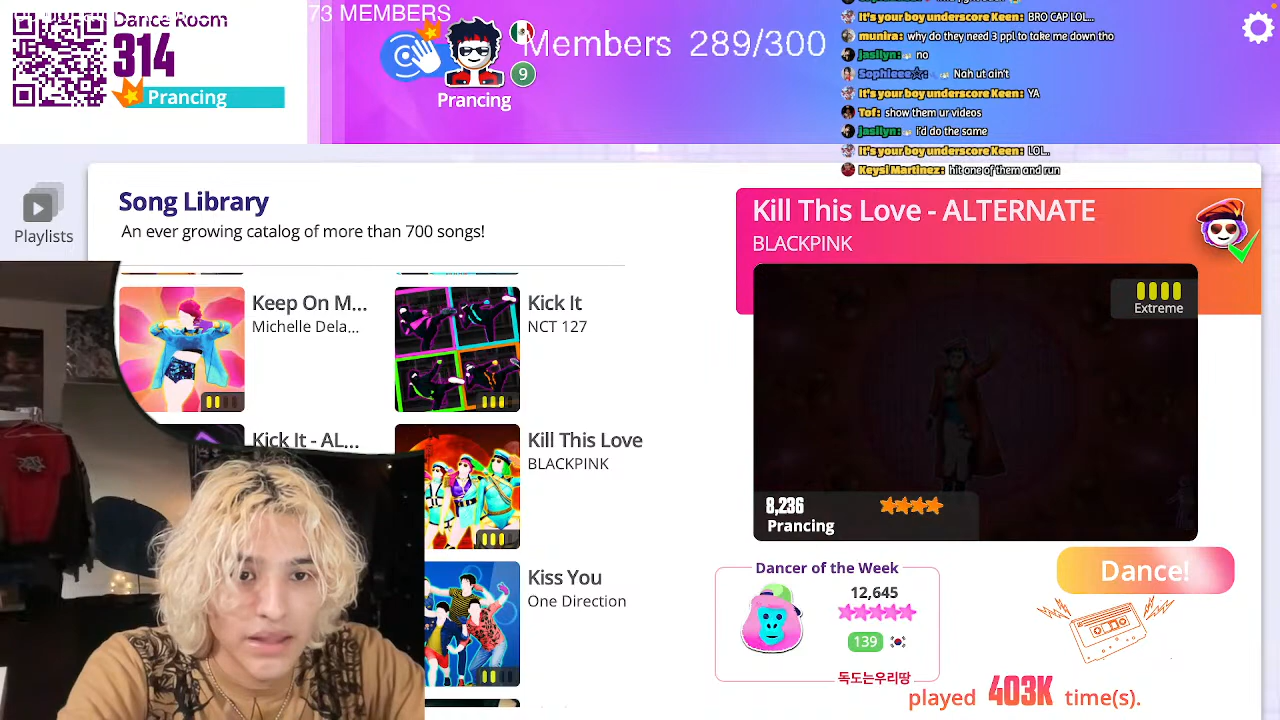 73 MEMBERS
Dance Room
314
Prancing
9
Prancing
Members 289/300
It's your boy underscore Keen: BRO CAP LOL...
munira: why do they need 3 ppl to take me down tho
jasilyn: no
Sophieee☆: Nah ut ain't
It's your boy underscore Keen: YA
Tof: show them ur videos
jasilyn: i'd do the same
It's your boy underscore Keen: LOL..
Keysi Martinez: hit one of them and run
Playlists
Song Library
An ever growing catalog of more than 700 songs!
Keep On M...
Michelle Dela...
Kick It
NCT 127
Kick It - AL...
Kill This Love
BLACKPINK
Kiss You
One Direction
Kill This Love - ALTERNATE
BLACKPINK
Extreme
8,236
Prancing
Dancer of the Week
12,645
139
독도는우리땅
Dance!
played 403K time(s).